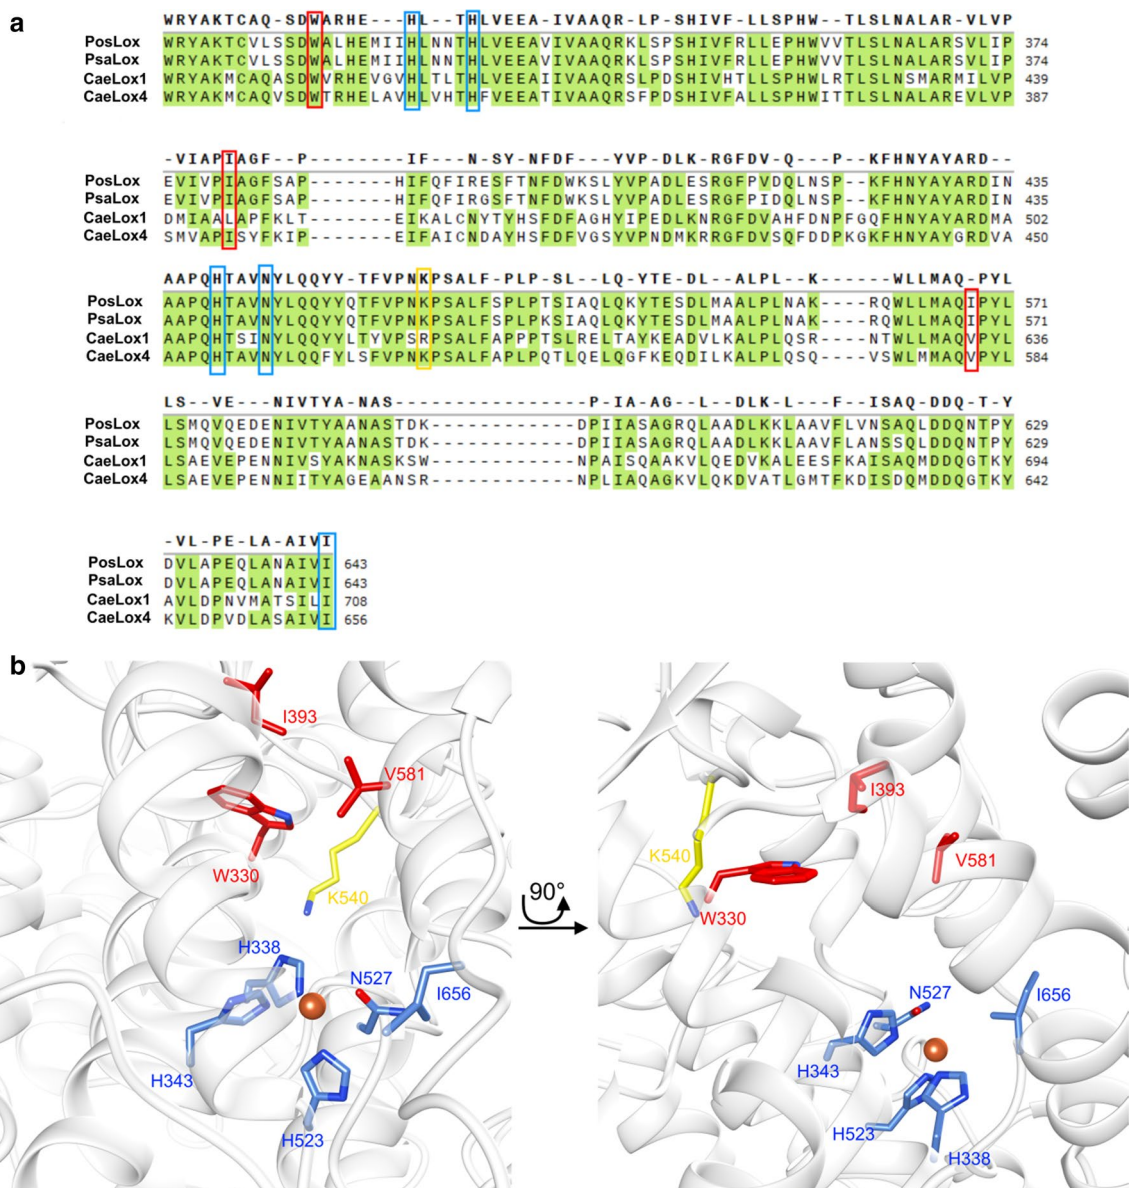 a
WRYAKTCAQ-SDWARHE---HL--THLVEEA-IVAAQR-LP-SHIVF-LLSPHW--TLSLNALAR-VLVP
PosLox WRYAKTCVLSSDWALHEMIIHLNNTHLVEEAVIVAAQRKLSPSHIVFRLLEPHWVVTLSLNALARSVLIP 374
PsaLox WRYAKTCVLSSDWALHEMIIHLNNTHLVEEAVIVAAQRKLSPSHIVFRLLEPHWVVTLSLNALARSVLIP 374
CaeLox1 WRYAKMCAQASDWVRHEVGVHLTLTHLVEEAIIVAAQRSLPDSHIVHTLLSPHWLRTLSLNSMARMILVP 439
CaeLox4 WRYAKMCAQVSDWTRHELAVHLVHTHFVEEATIVAAQRSFPDSHIVFALLSPHWITTLSLNALAREVLVP 387
-VIAPIAGF--P--------IF---N-SY-NFDF---YVP-DLK-RGFDV-Q---P--KFHNYAYARD--
PosLox EVIVPIAGFSAP-------HIFQFIRESFTNFDWKSLYVPADLESRGFPVDQLNSP--KFHNYAYARDIN 435
PsaLox EVIVPIAGFSAP-------HIFQFIRGSFTNFDWKSLYVPADLESRGFPIDQLNSP--KFHNYAYARDIN 435
CaeLox1 DMIAALAPFKLT-------EIKALCNYTYHSFDFAGHYIPEDLKNRGFDVAHFDNPFGQFHNYAYARDMA 502
CaeLox4 SMVAPISYFKIP-------EIFAICNDAYHSFDFVGSYVPNDMKRRGFDVSQFDDPKGKFHNYAYGRDVA 450
AAPQHTAVNYLQQYY-TFVPNKPSALF-PLP-SL--LQ-YTE-DL--ALPL--K------WLLMAQ-PYL
PosLox AAPQHTAVNYLQQYYQTFVPNKPSALFSPLPTSIAQLQKYTESDLMAALPLNAK----RQWLLMAQIPYL 571
PsaLox AAPQHTAVNYLQQYYQTFVPNKPSALFSPLPKSIAQLQKYTESDLMAALPLNAK----RQWLLMAQIPYL 571
CaeLox1 AAPQHTSINYLQQYYLTYVPSKPSALFAPPPTSLRELTAYKEADVLKALPLQSR----NTWLLMAQVPYL 636
CaeLox4 AAPQHTAVNYLQQFYLSFVPNKPSALFAPLPQTLQELQGFKEQDILKALPLQSQ----VSWLMMAQVPYL 584
LS--VE---NIVTYA-NAS----------------P-IA-AG--L--DLK-L---F--ISAQ-DDQ-T-Y
PosLox LSMQVQEDENIVTYAANASTDK------------DPIIASAGRQLAADLKKLAAVFLVNSAQLDDQNTPY 629
PsaLox LSMQVQEDENIVTYAANASTDK------------DPIIASAGRQLAADLKKLAAVFLANSSQLDDQNTPY 629
CaeLox1 LSAEVEPENNIVSYAKNASKSW------------NPAISQAAKVLQEDVKALEESFKAISAQMDDQGTKY 694
CaeLox4 LSAEVEPENNIITYAGEAANSR------------NPLIAQAGKVLQKDVATLGMTFKDISDQMDDQGTKY 642
-VL-PE-LA-AIVI
PosLox DVLAPEQLANAIVI 643
PsaLox DVLAPEQLANAIVI 643
CaeLox1 AVLDPNVMATSILI 708
CaeLox4 KVLDPVDLASAIVI 656
b
I393
V581
W330
K540
H338
N527
I656
H343
H523
90°
I393
K540
V581
W330
N527
I656
H343
H523
H338